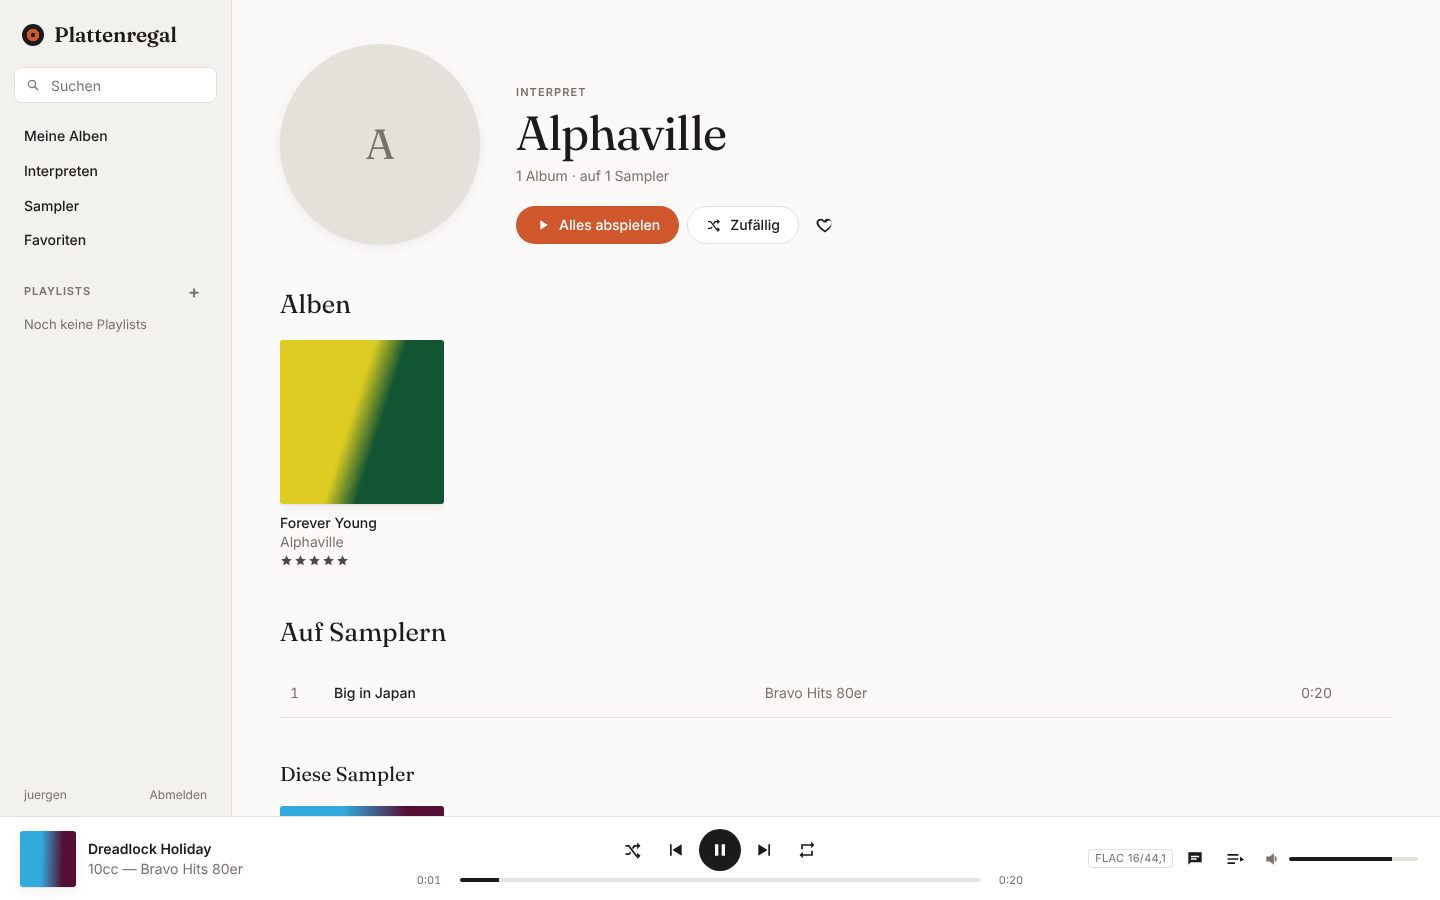 Plattenregal
Suchen
Meine Alben
Interpreten
Sampler
Favoriten
PLAYLISTS +
Noch keine Playlists
juergen Abmelden
A
INTERPRET
Alphaville
1 Album · auf 1 Sampler
Alles abspielen Zufällig
Alben
Forever Young
Alphaville
Auf Samplern
1 Big in Japan Bravo Hits 80er 0:20
Diese Sampler
Dreadlock Holiday
10cc — Bravo Hits 80er
0:01 0:20
FLAC 16/44,1